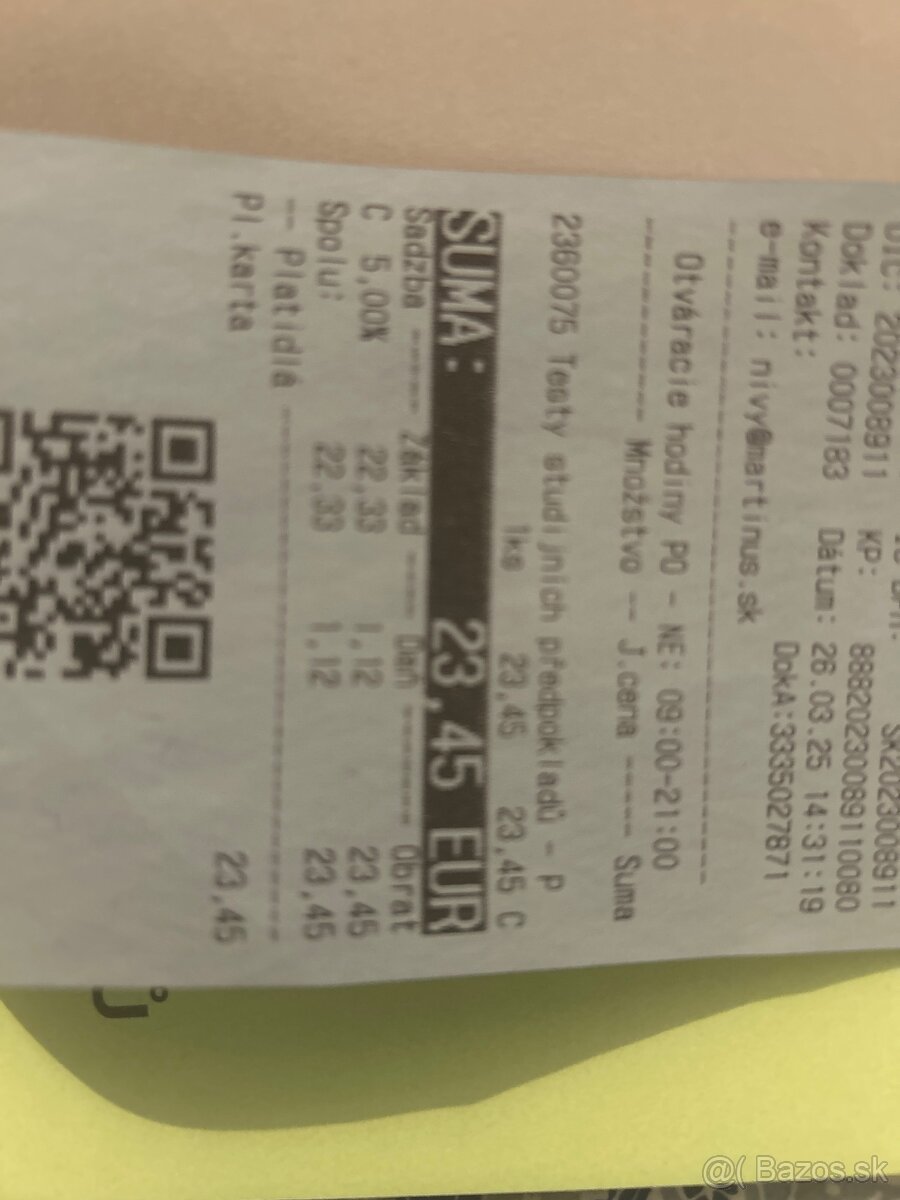 DIČ: 2023008911 SK2023008911
Doklad: 0007183 KP: 88820230089110080
Kontakt: Dátum: 26.03.25 14:31:19
e-mail: nivy@martinus.sk DokA:3335027871
Otváracie hodiny PO - NE: 09:00-21:00
Množstvo -- J.cena ---- Suma
2360075 Testy studijních předpokladů - P
1ks 23,45 23,45 C
SUMA: 23,45 EUR
Sadzba ---- Základ ---- Daň ------ Obrat
C 5,00% 22,33 1,12 23,45
Spolu: 22,33 1,12 23,45
-- Platidlá
Pl.karta 23,45
ů
@( Bazos.sk